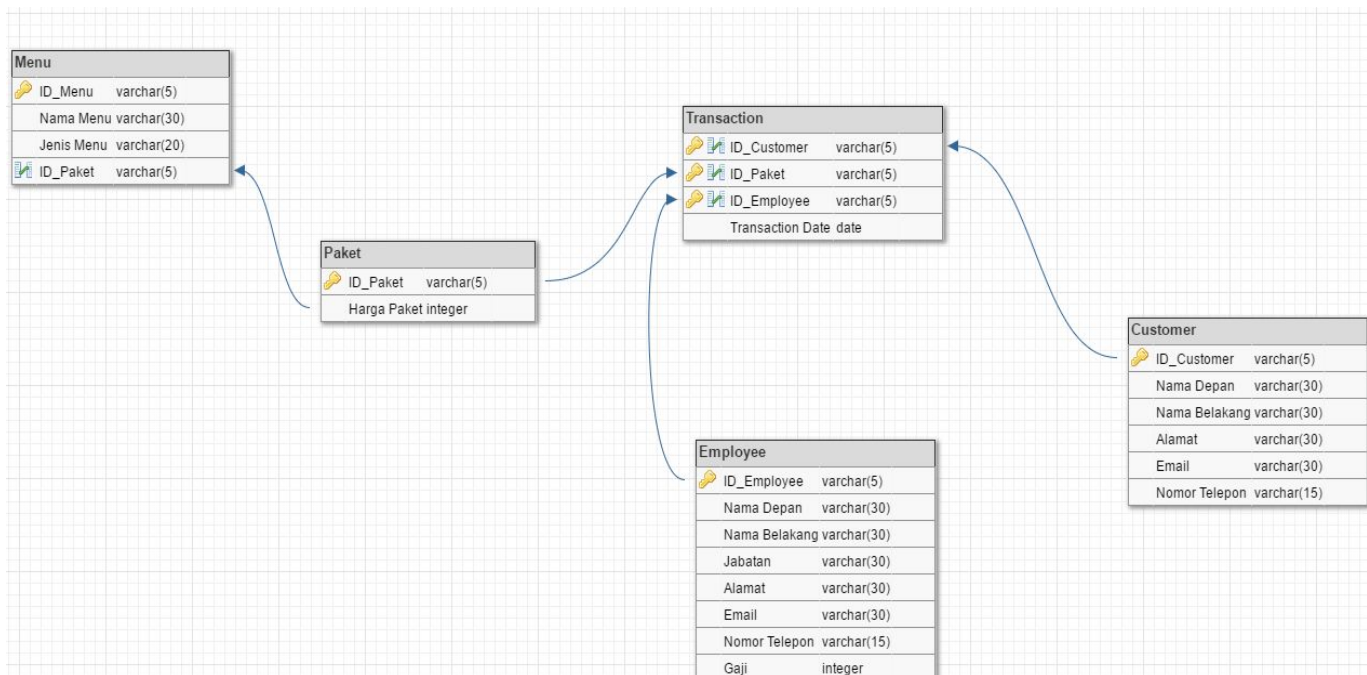 Menu
ID_Menu varchar(5)
Nama Menu varchar(30)
Jenis Menu varchar(20)
ID_Paket varchar(5)
Paket
ID_Paket varchar(5)
Harga Paket integer
Transaction
ID_Customer varchar(5)
ID_Paket varchar(5)
ID_Employee varchar(5)
Transaction Date date
Employee
ID_Employee varchar(5)
Nama Depan varchar(30)
Nama Belakang varchar(30)
Jabatan varchar(30)
Alamat varchar(30)
Email varchar(30)
Nomor Telepon varchar(15)
Gaji integer
Customer
ID_Customer varchar(5)
Nama Depan varchar(30)
Nama Belakang varchar(30)
Alamat varchar(30)
Email varchar(30)
Nomor Telepon varchar(15)